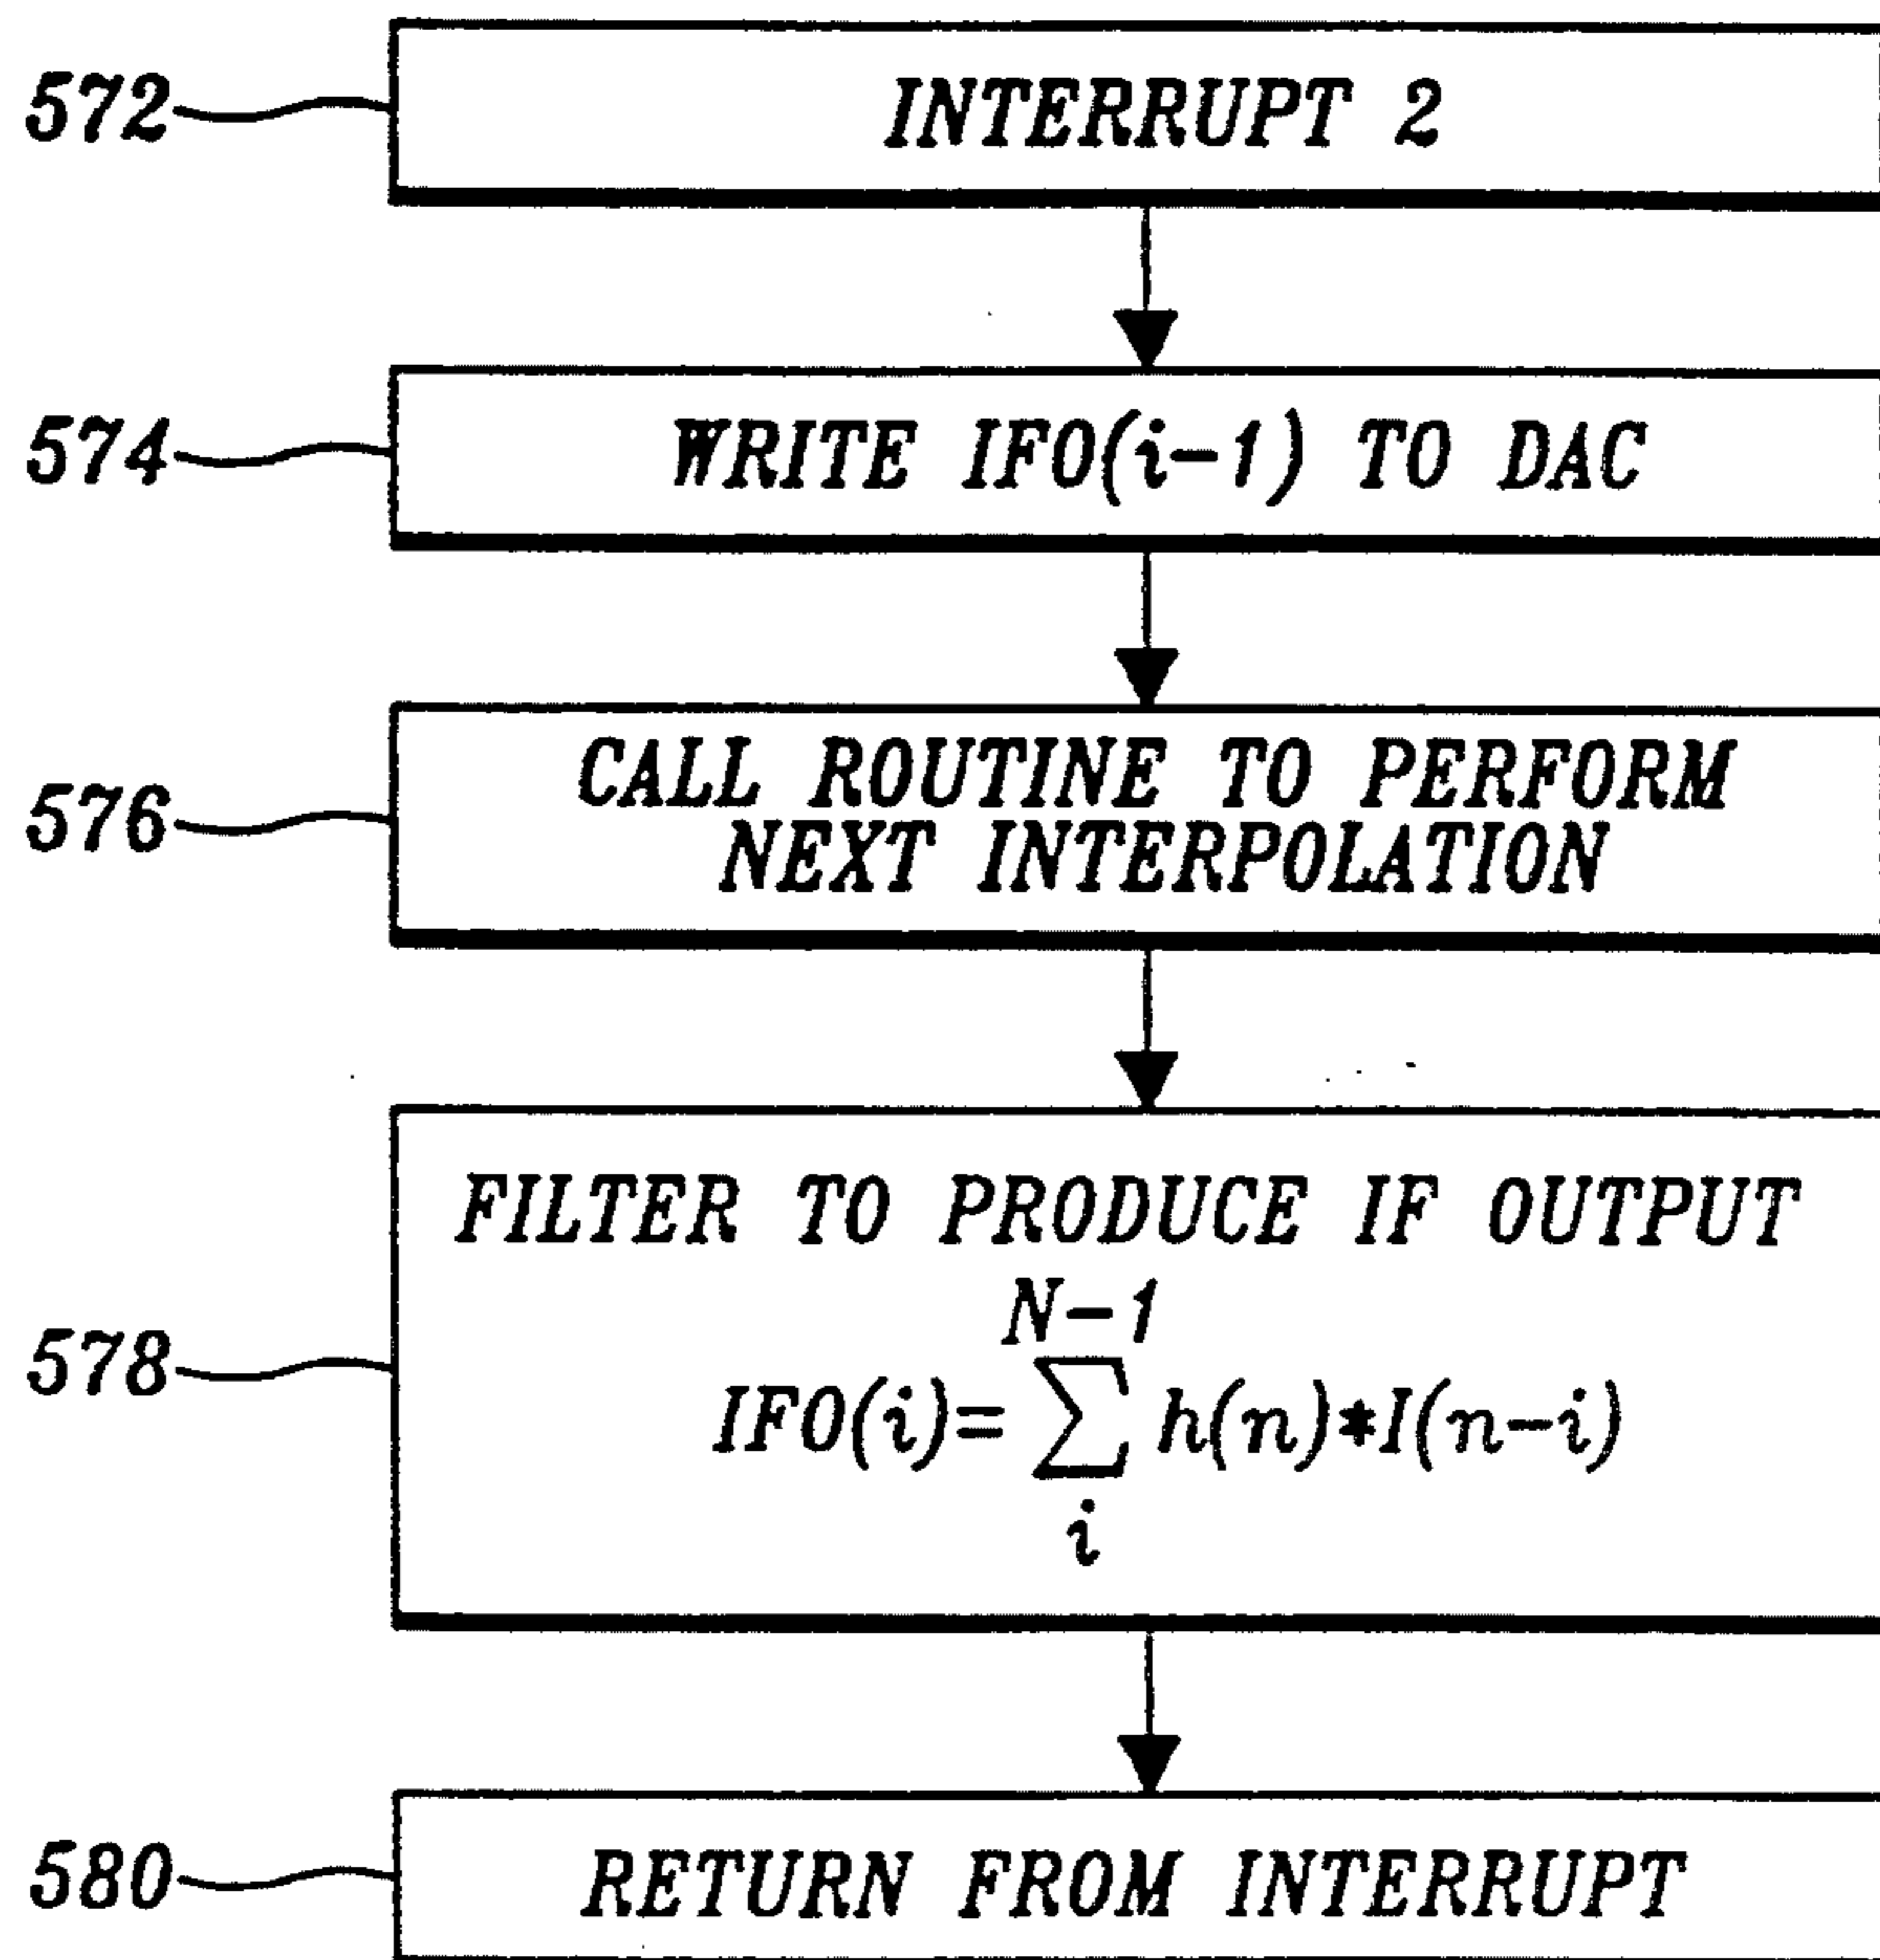 572 INTERRUPT 2
574 WRITE IFO(i-1) TO DAC
576 CALL ROUTINE TO PERFORM
NEXT INTERPOLATION
FILTER TO PRODUCE IF OUTPUT
N-1
578 IFO(i)=∑ h(n)*I(n-i)
i
580 RETURN FROM INTERRUPT